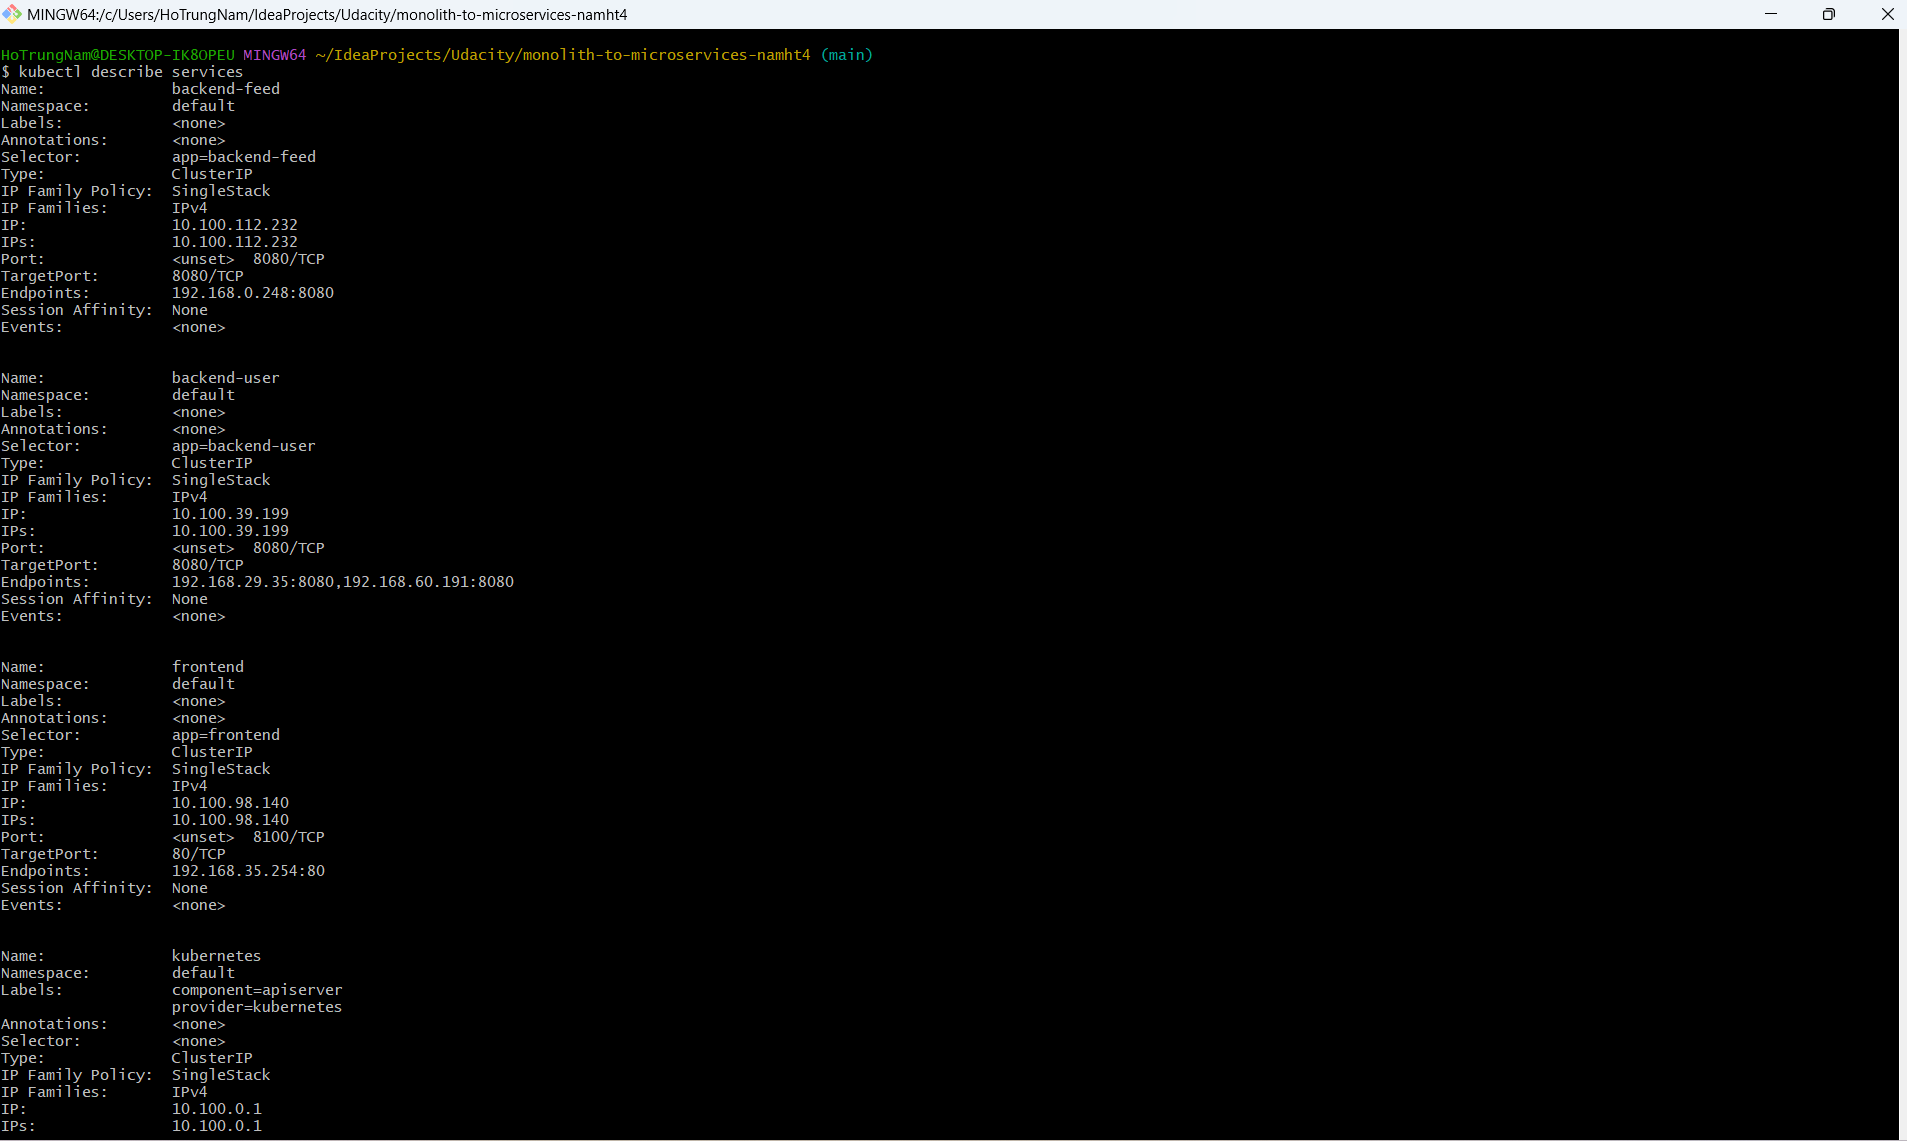 MINGW64:/c/Users/HoTrungNam/IdeaProjects/Udacity/monolith-to-microservices-namht4
HoTrungNam@DESKTOP-IK8OPEU MINGW64 ~/IdeaProjects/Udacity/monolith-to-microservices-namht4 (main)
$ kubectl describe services
Name:              backend-feed
Namespace:         default
Labels:            <none>
Annotations:       <none>
Selector:          app=backend-feed
Type:              ClusterIP
IP Family Policy:  SingleStack
IP Families:       IPv4
IP:                10.100.112.232
IPs:               10.100.112.232
Port:              <unset>  8080/TCP
TargetPort:        8080/TCP
Endpoints:         192.168.0.248:8080
Session Affinity:  None
Events:            <none>
Name:              backend-user
Namespace:         default
Labels:            <none>
Annotations:       <none>
Selector:          app=backend-user
Type:              ClusterIP
IP Family Policy:  SingleStack
IP Families:       IPv4
IP:                10.100.39.199
IPs:               10.100.39.199
Port:              <unset>  8080/TCP
TargetPort:        8080/TCP
Endpoints:         192.168.29.35:8080,192.168.60.191:8080
Session Affinity:  None
Events:            <none>
Name:              frontend
Namespace:         default
Labels:            <none>
Annotations:       <none>
Selector:          app=frontend
Type:              ClusterIP
IP Family Policy:  SingleStack
IP Families:       IPv4
IP:                10.100.98.140
IPs:               10.100.98.140
Port:              <unset>  8100/TCP
TargetPort:        80/TCP
Endpoints:         192.168.35.254:80
Session Affinity:  None
Events:            <none>
Name:              kubernetes
Namespace:         default
Labels:            component=apiserver
                   provider=kubernetes
Annotations:       <none>
Selector:          <none>
Type:              ClusterIP
IP Family Policy:  SingleStack
IP Families:       IPv4
IP:                10.100.0.1
IPs:               10.100.0.1